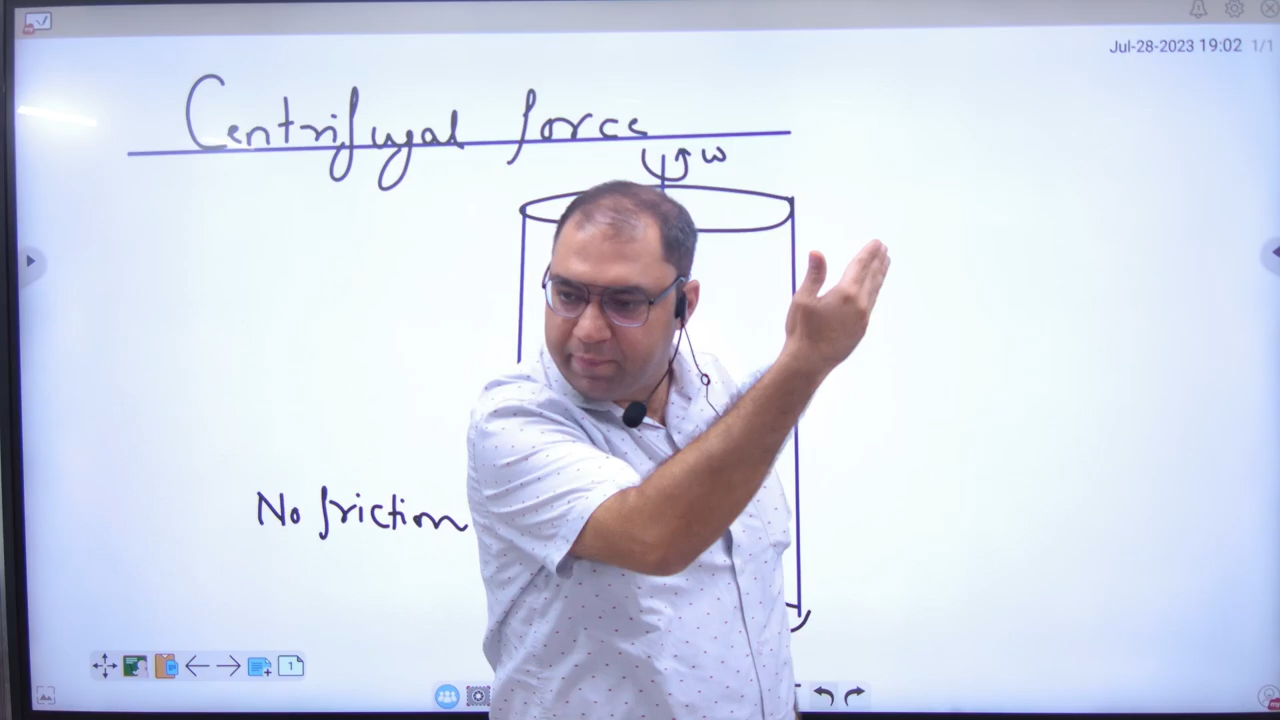 Jul-28-2023 19:02 1/1
Centrifugal force
ω
No friction
1